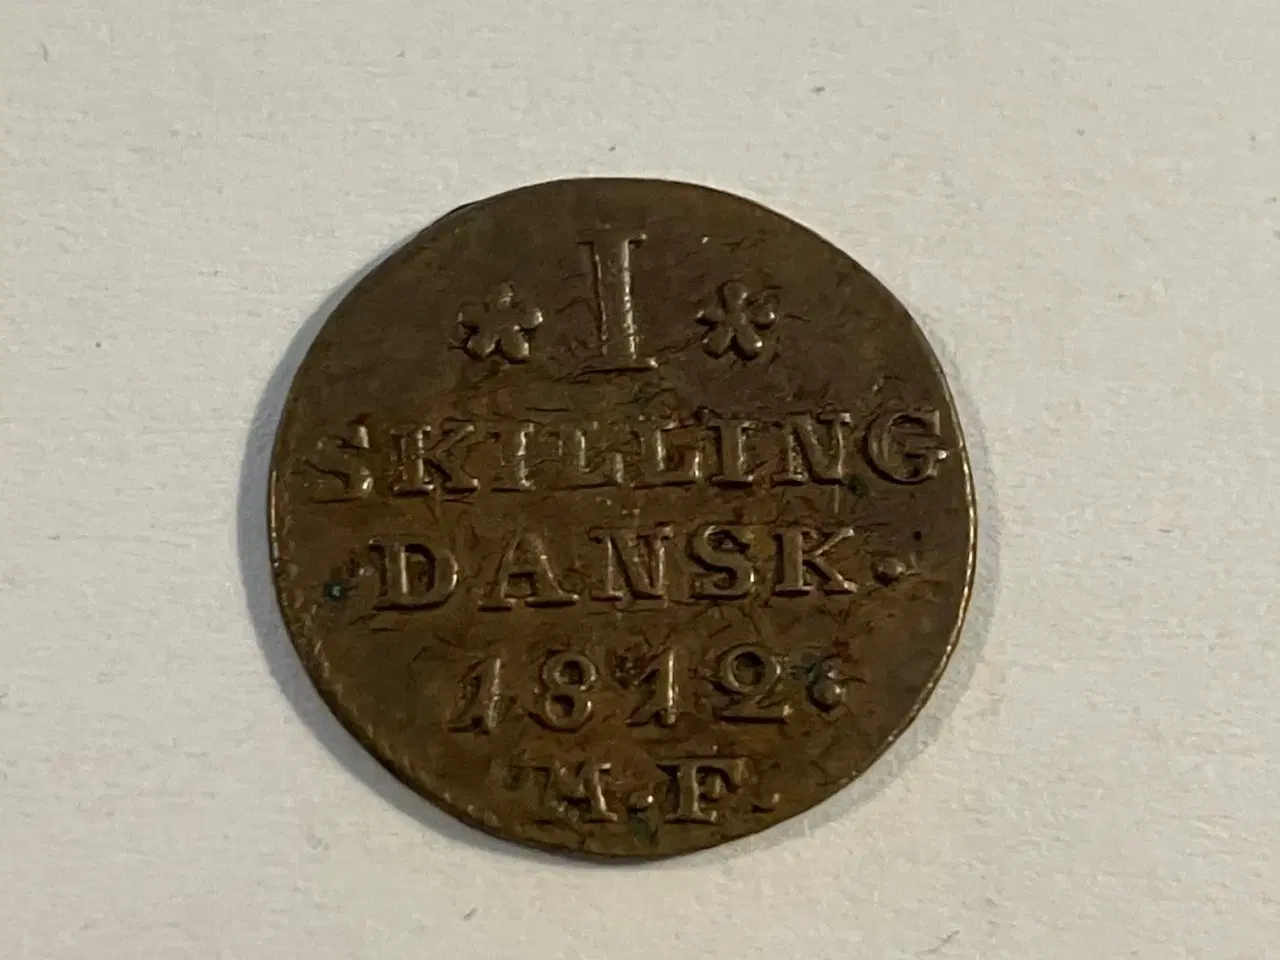 I
SKILLING
DANSK.
1812
M.F.